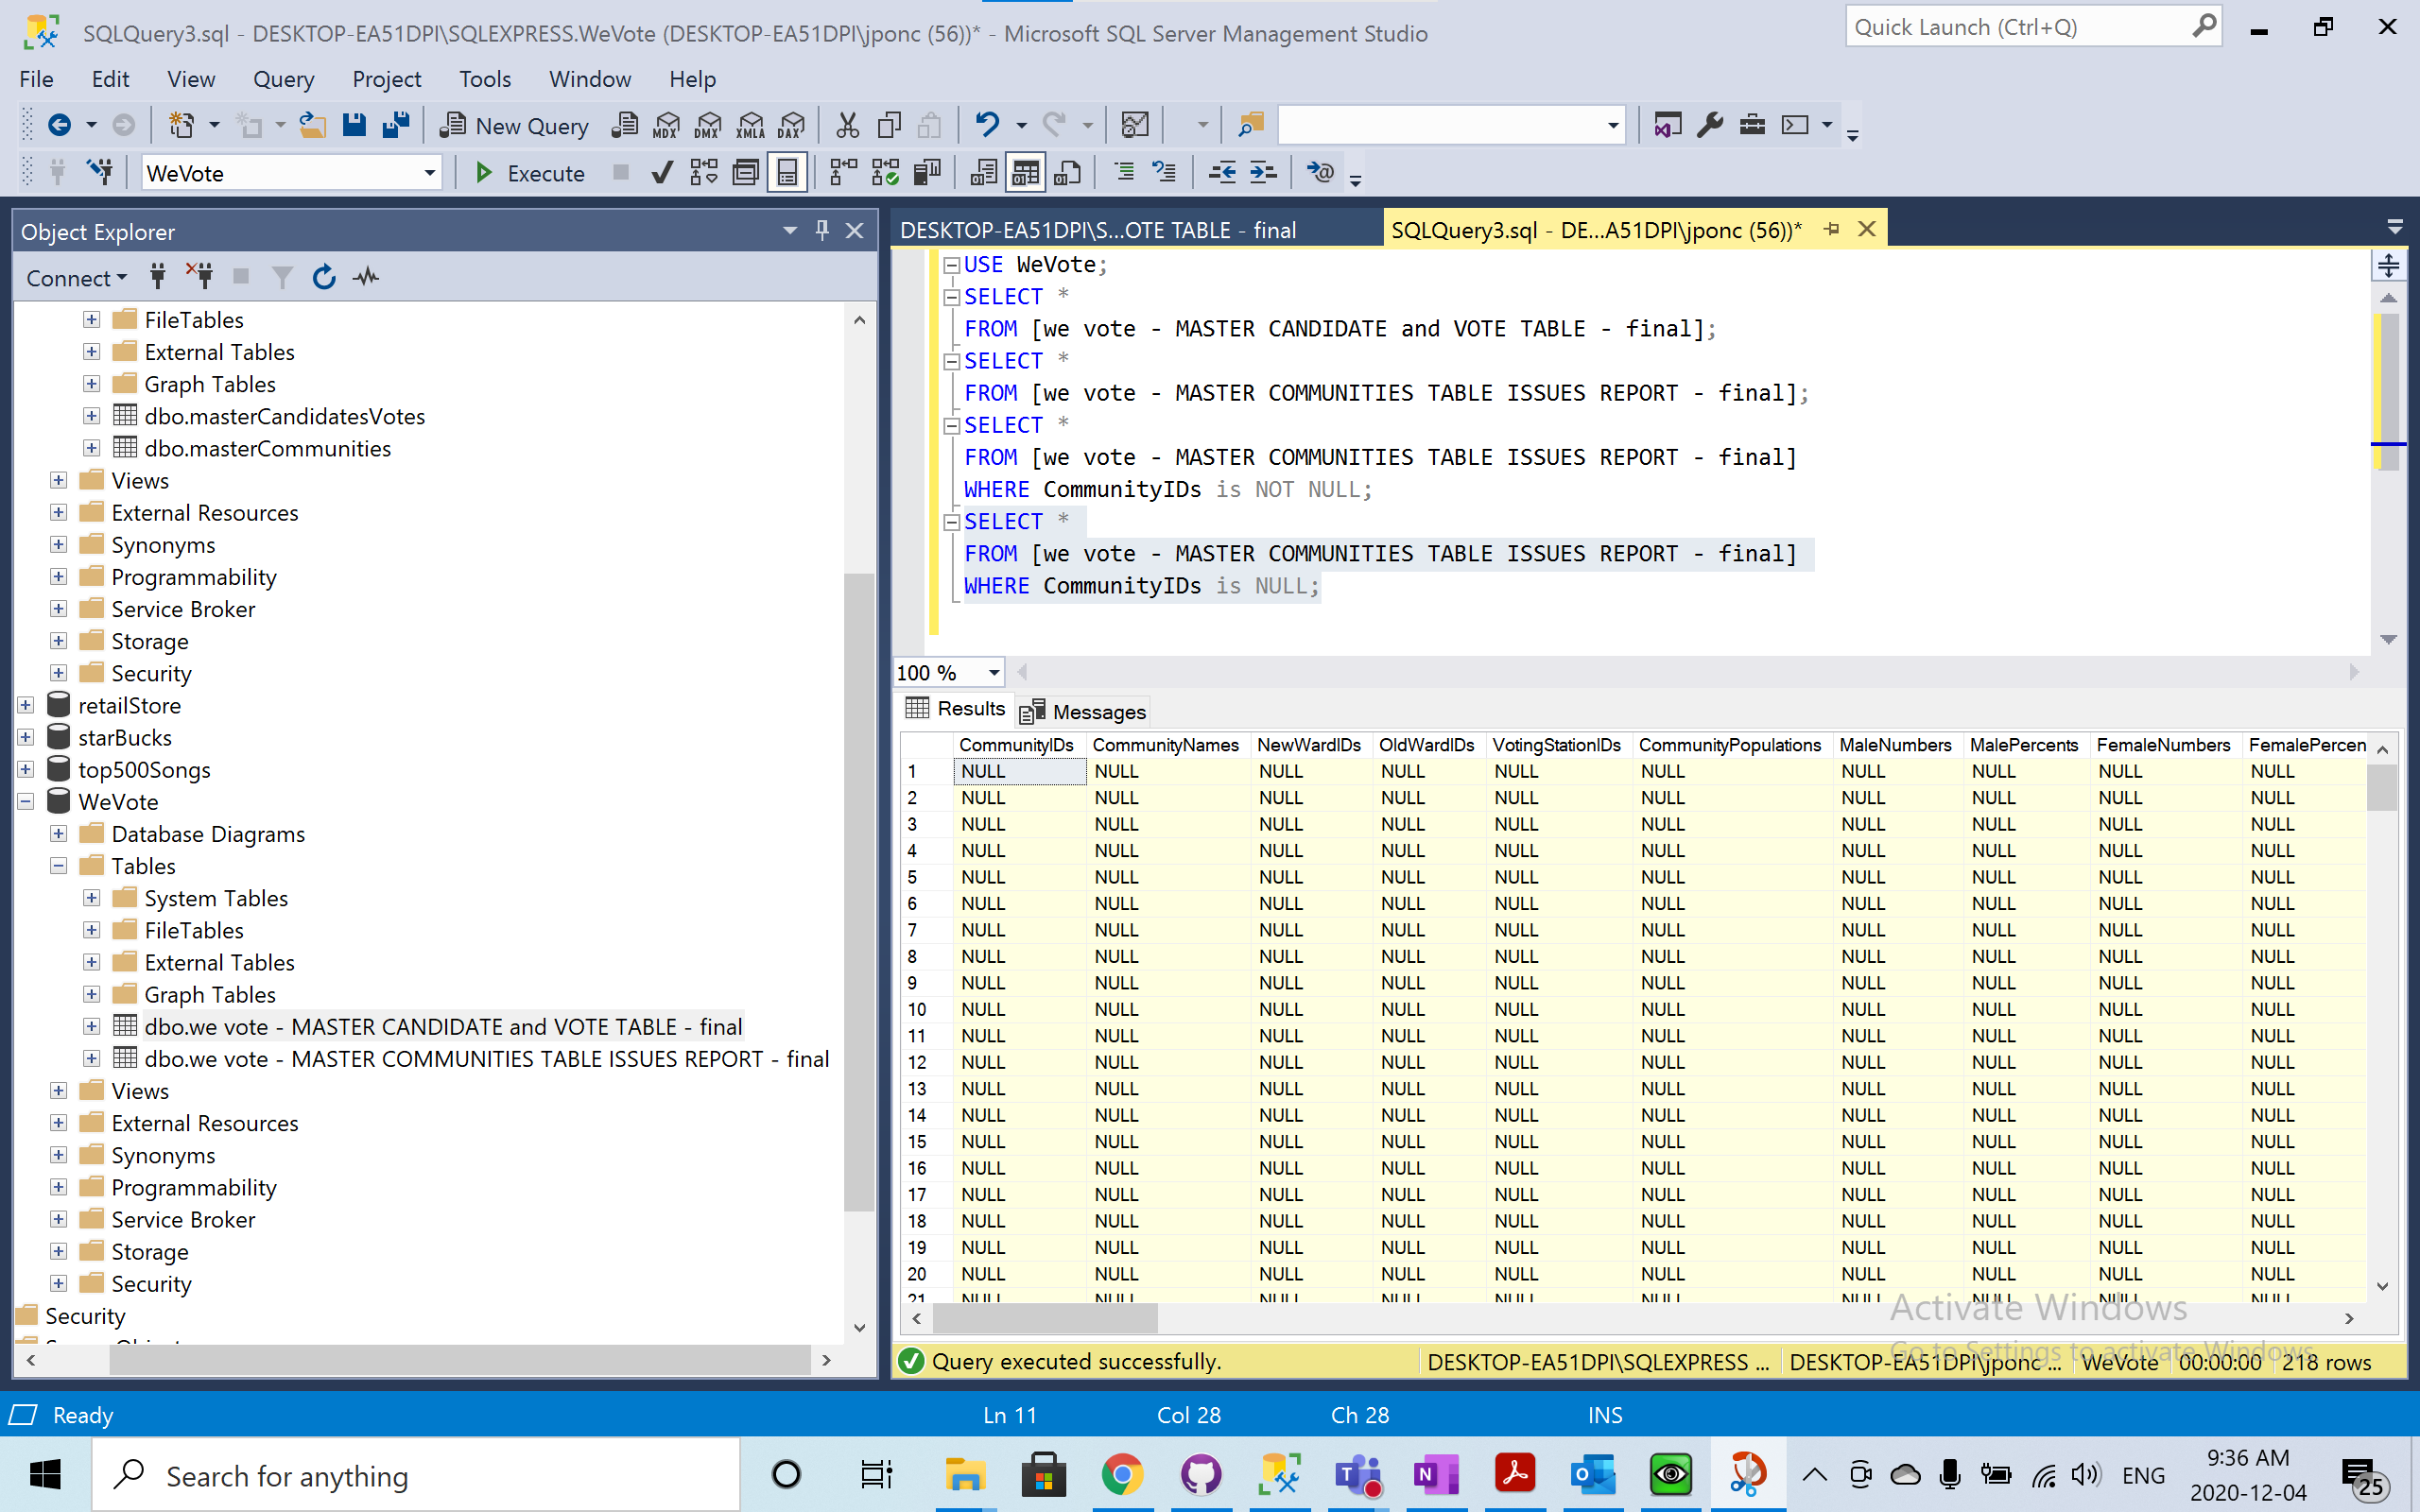 SQLQuery3.sql - DESKTOP-EA51DPI\SQLEXPRESS.WeVote (DESKTOP-EA51DPI\jponc (56))* - Microsoft SQL Server Management Studio
Quick Launch (Ctrl+Q)
File Edit View Query Project Tools Window Help
New Query MDX DMX XMLA DAX
WeVote Execute
Object Explorer
Connect
FileTables
External Tables
Graph Tables
dbo.masterCandidatesVotes
dbo.masterCommunities
Views
External Resources
Synonyms
Programmability
Service Broker
Storage
Security
retailStore
starBucks
top500Songs
WeVote
Database Diagrams
Tables
System Tables
FileTables
External Tables
Graph Tables
dbo.we vote - MASTER CANDIDATE and VOTE TABLE - final
dbo.we vote - MASTER COMMUNITIES TABLE ISSUES REPORT - final
Views
External Resources
Synonyms
Programmability
Service Broker
Storage
Security
Security
DESKTOP-EA51DPI\S...OTE TABLE - final
SQLQuery3.sql - DE...A51DPI\jponc (56))*
USE WeVote;
SELECT *
FROM [we vote - MASTER CANDIDATE and VOTE TABLE - final];
SELECT *
FROM [we vote - MASTER COMMUNITIES TABLE ISSUES REPORT - final];
SELECT *
FROM [we vote - MASTER COMMUNITIES TABLE ISSUES REPORT - final]
WHERE CommunityIDs is NOT NULL;
SELECT *
FROM [we vote - MASTER COMMUNITIES TABLE ISSUES REPORT - final]
WHERE CommunityIDs is NULL;
100 %
Results Messages
CommunityIDs CommunityNames NewWardIDs OldWardIDs VotingStationIDs CommunityPopulations MaleNumbers MalePercents FemaleNumbers FemalePercen
1 NULL NULL NULL NULL NULL NULL NULL NULL NULL NULL
2 NULL NULL NULL NULL NULL NULL NULL NULL NULL NULL
3 NULL NULL NULL NULL NULL NULL NULL NULL NULL NULL
4 NULL NULL NULL NULL NULL NULL NULL NULL NULL NULL
5 NULL NULL NULL NULL NULL NULL NULL NULL NULL NULL
6 NULL NULL NULL NULL NULL NULL NULL NULL NULL NULL
7 NULL NULL NULL NULL NULL NULL NULL NULL NULL NULL
8 NULL NULL NULL NULL NULL NULL NULL NULL NULL NULL
9 NULL NULL NULL NULL NULL NULL NULL NULL NULL NULL
10 NULL NULL NULL NULL NULL NULL NULL NULL NULL NULL
11 NULL NULL NULL NULL NULL NULL NULL NULL NULL NULL
12 NULL NULL NULL NULL NULL NULL NULL NULL NULL NULL
13 NULL NULL NULL NULL NULL NULL NULL NULL NULL NULL
14 NULL NULL NULL NULL NULL NULL NULL NULL NULL NULL
15 NULL NULL NULL NULL NULL NULL NULL NULL NULL NULL
16 NULL NULL NULL NULL NULL NULL NULL NULL NULL NULL
17 NULL NULL NULL NULL NULL NULL NULL NULL NULL NULL
18 NULL NULL NULL NULL NULL NULL NULL NULL NULL NULL
19 NULL NULL NULL NULL NULL NULL NULL NULL NULL NULL
20 NULL NULL NULL NULL NULL NULL NULL NULL NULL NULL
21 NULL NULL NULL NULL NULL NULL NULL NULL NULL NULL
Activate Windows
Go to Settings to activate Windows.
Query executed successfully. DESKTOP-EA51DPI\SQLEXPRESS ... DESKTOP-EA51DPI\jponc ... WeVote 00:00:00 218 rows
Ready Ln 11 Col 28 Ch 28 INS
Search for anything
ENG
9:36 AM
2020-12-04
25